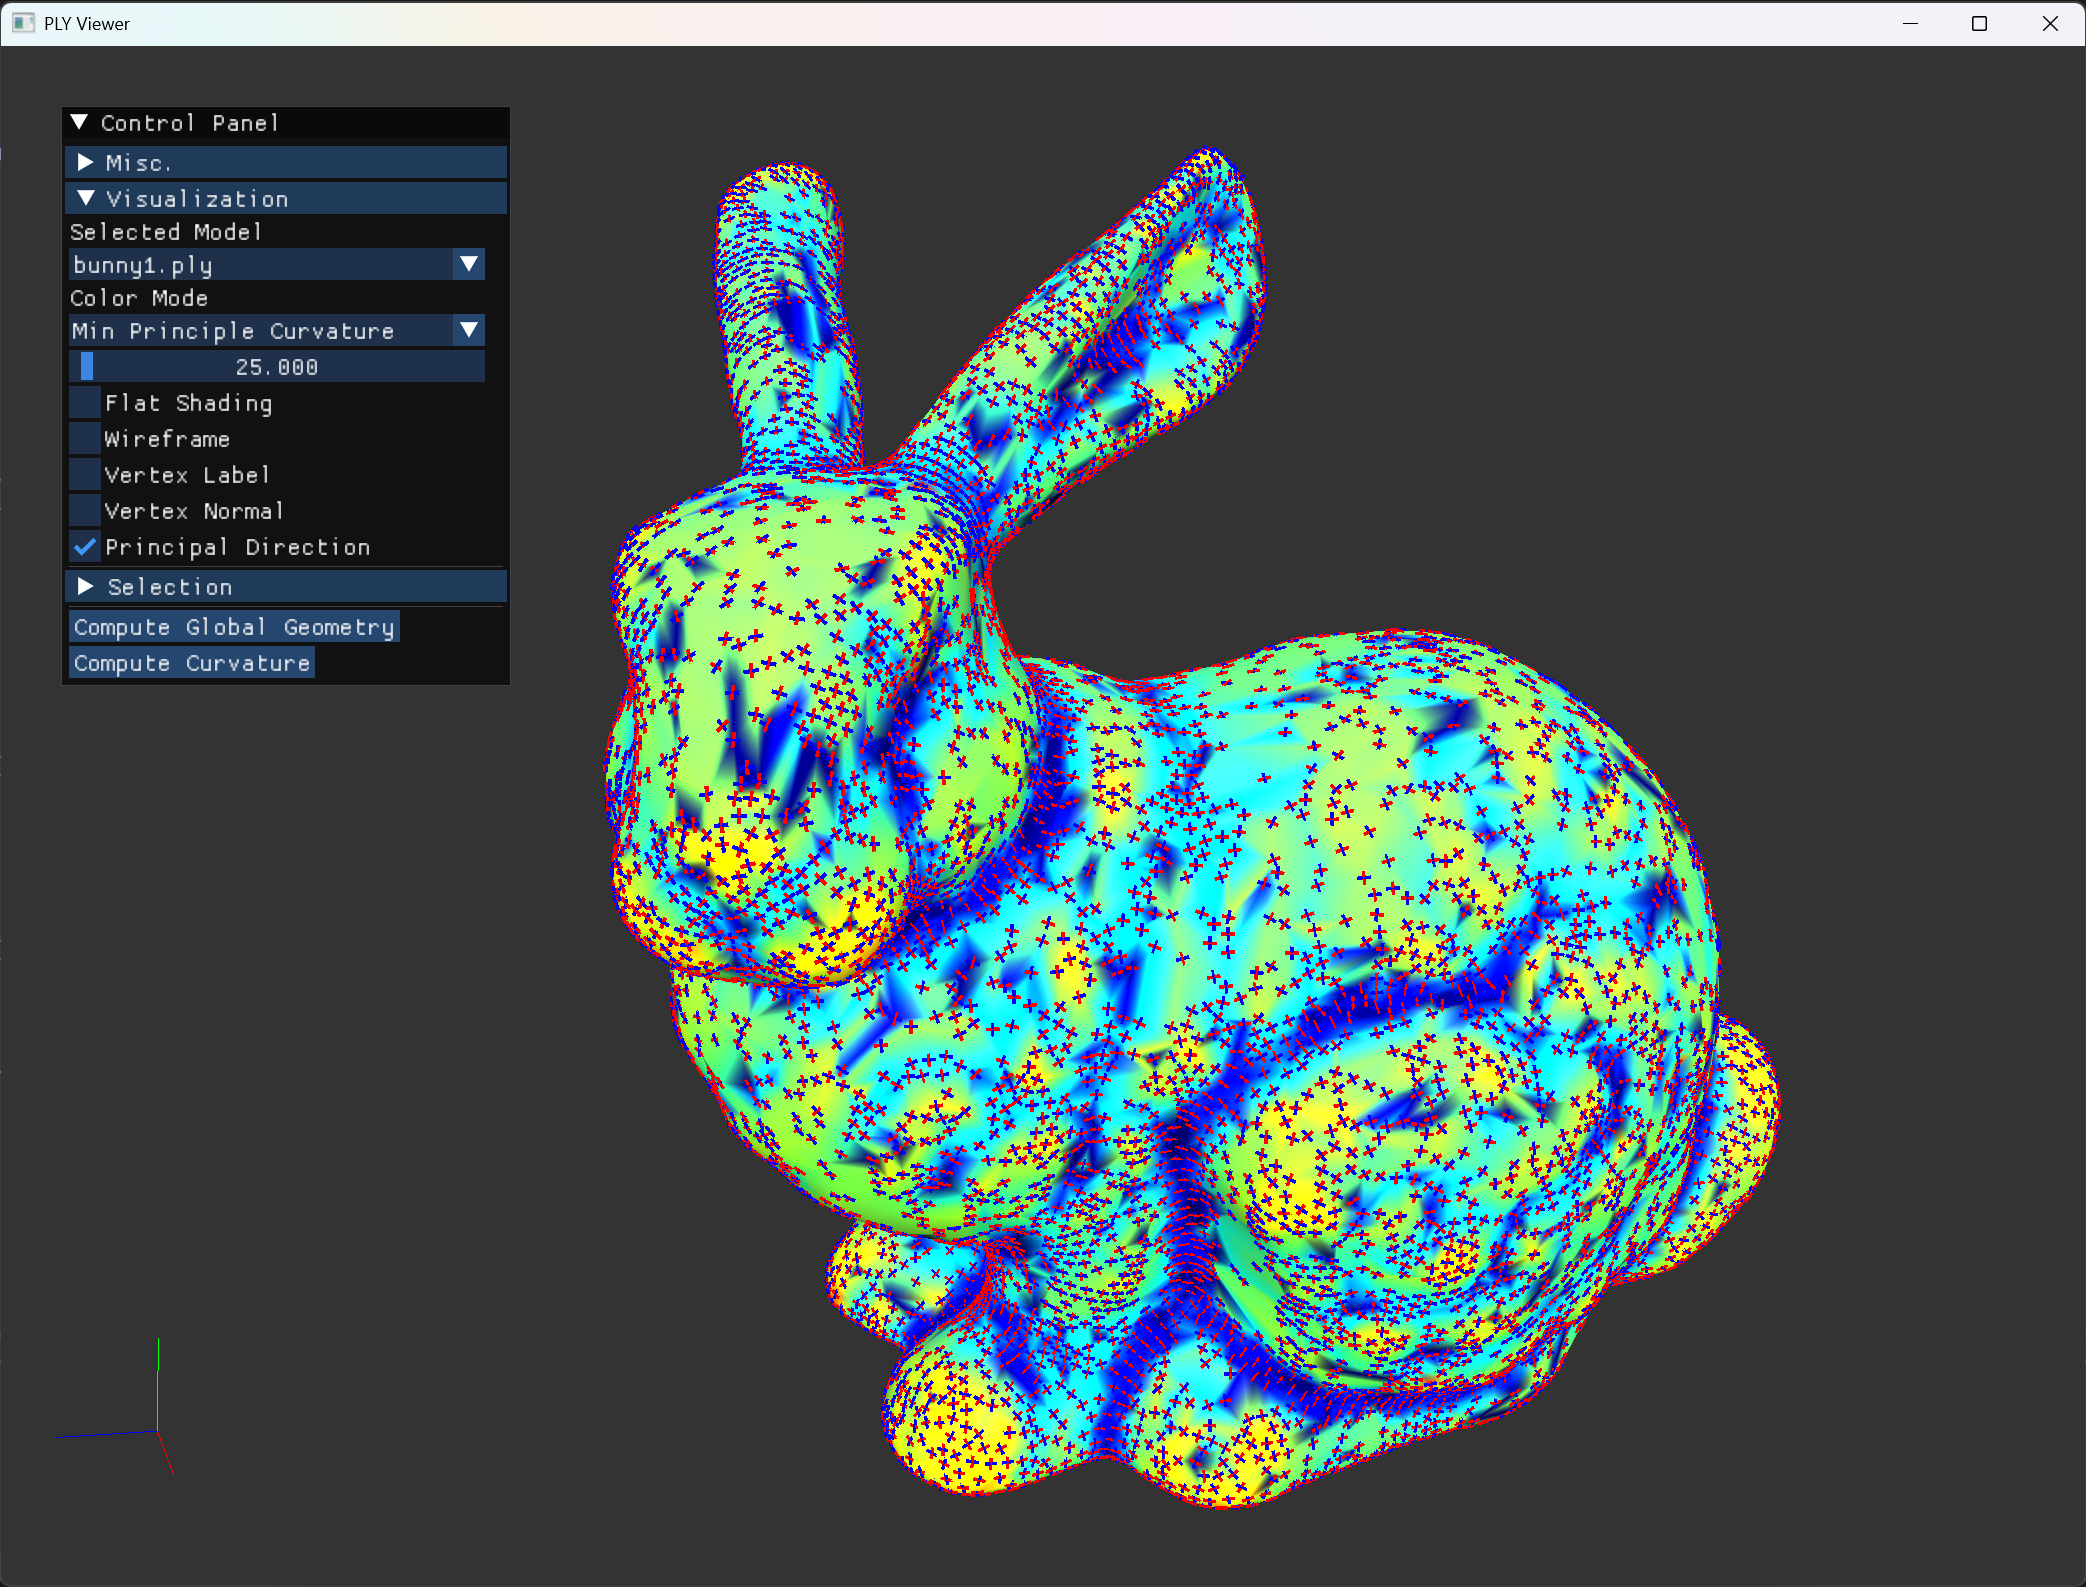 PLY Viewer
Control Panel
Misc.
Visualization
Selected Model
bunny1.ply
Color Mode
Min Principle Curvature
25.000
Flat Shading
Wireframe
Vertex Label
Vertex Normal
Principal Direction
Selection
Compute Global Geometry
Compute Curvature